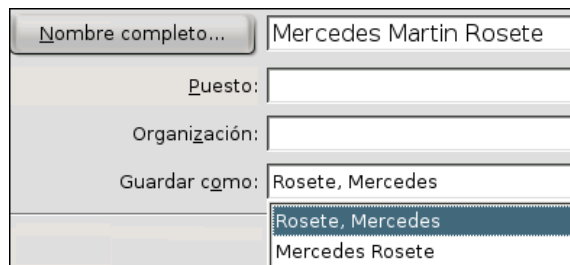 Nombre completo... Mercedes Martin Rosete
Puesto:
Organización:
Guardar como: Rosete, Mercedes
Rosete, Mercedes
Mercedes Rosete